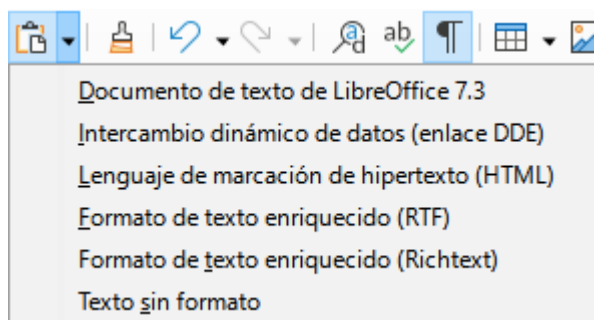 Documento de texto de LibreOffice 7.3
Intercambio dinámico de datos (enlace DDE)
Lenguaje de marcación de hipertexto (HTML)
Formato de texto enriquecido (RTF)
Formato de texto enriquecido (Richtext)
Texto sin formato